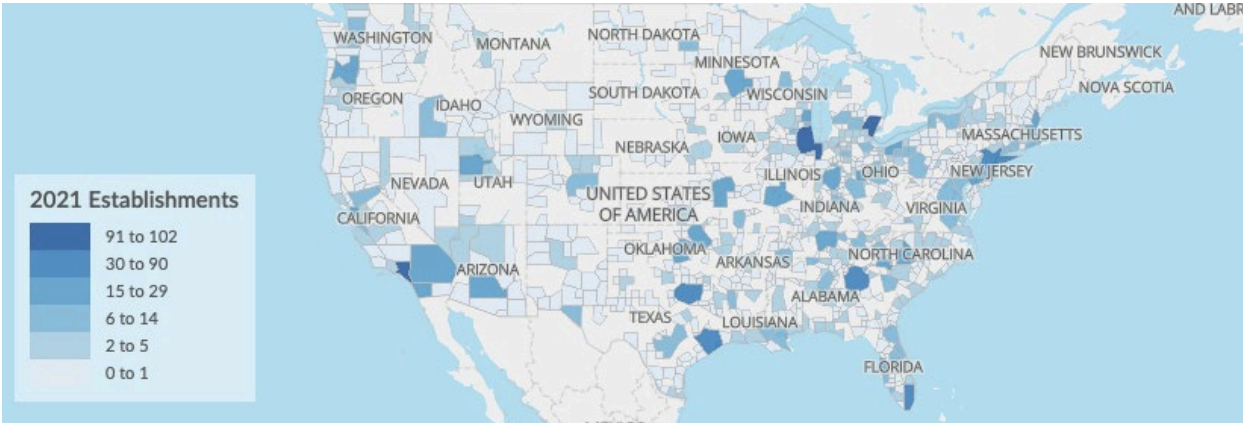 AND LABR
WASHINGTON
NORTH DAKOTA
MONTANA
NEW BRUNSWICK
MINNESOTA
NOVA SCOTIA
OREGON
IDAHO
SOUTH DAKOTA
WISCONSIN
WYOMING
MASSACHUSETTS
IOWA
NEBRASKA
NEVADA
UTAH
ILLINOIS
OHIO
NEW JERSEY
UNITED STATES
OF AMERICA
INDIANA
VIRGINIA
CALIFORNIA
OKLAHOMA
ARKANSAS
NORTH CAROLINA
ARIZONA
ALABAMA
TEXAS
LOUISIANA
FLORIDA
2021 Establishments
91 to 102
30 to 90
15 to 29
6 to 14
2 to 5
0 to 1